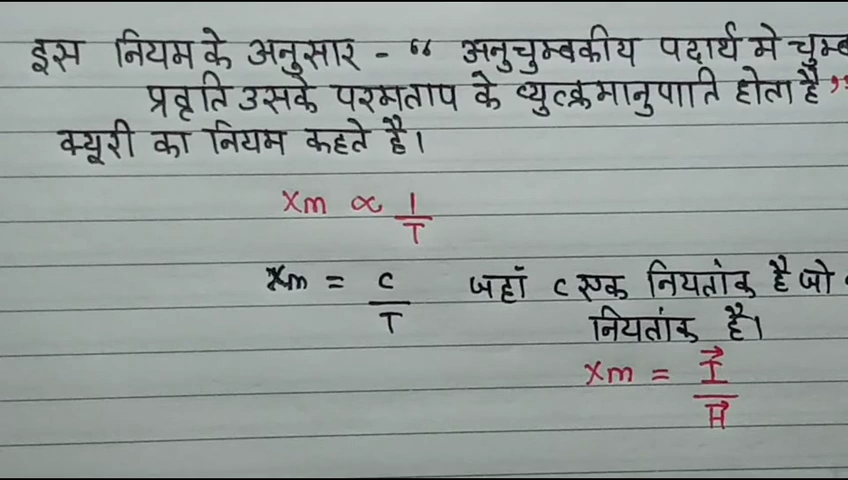 इस नियम के अनुसार - “ अनुचुम्बकीय पदार्थ मे
प्रवृति उसके परमताप के व्युत्क्रमानुपाति होता है ”
क्यूरी का नियम कहते है।
χm ∝ 1/T
χm = C/T जहाँ C एक नियतांक है जो
नियतांक है।
χm = I⃗/H⃗